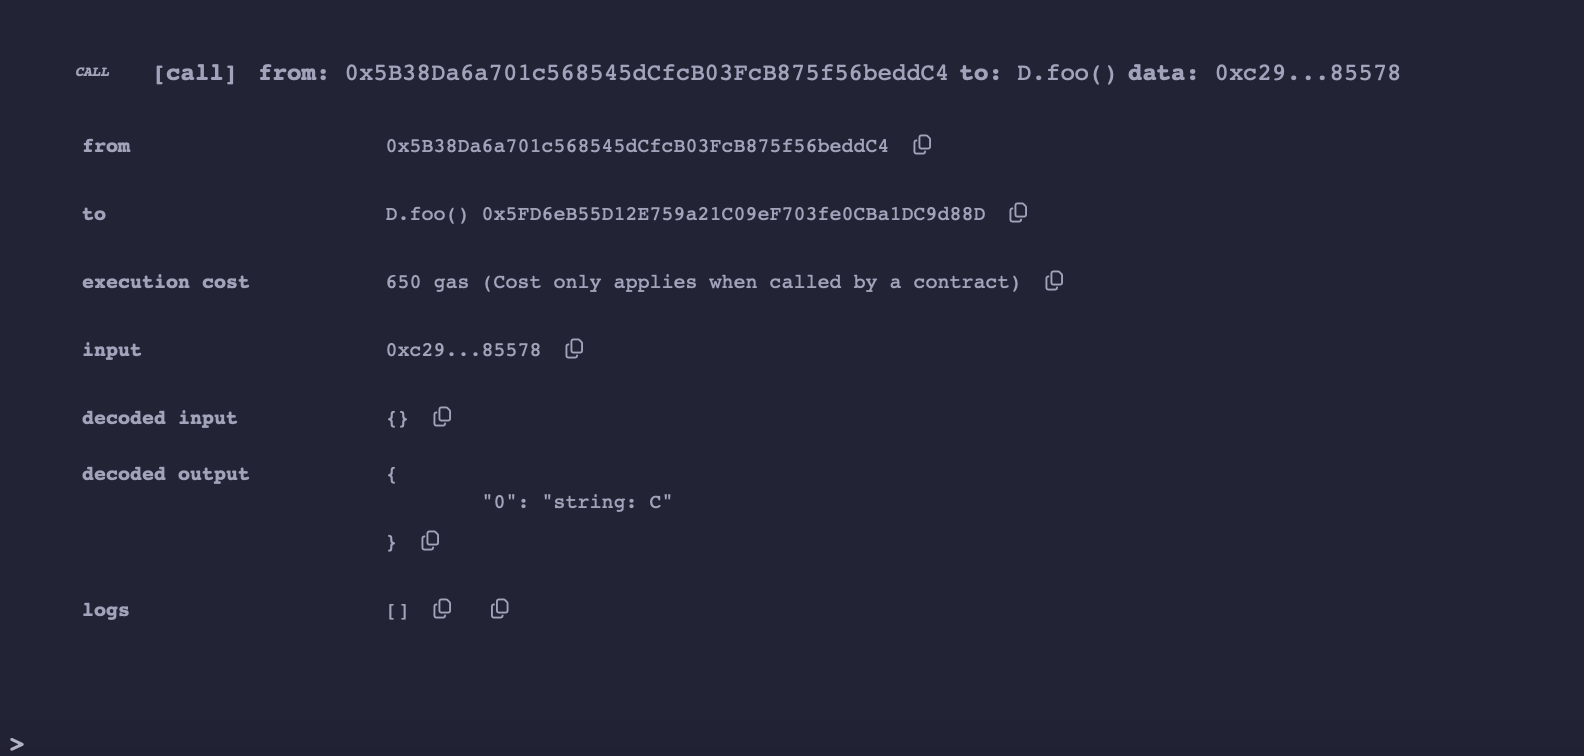 CALL [call] from: 0x5B38Da6a701c568545dCfcB03FcB875f56beddC4 to: D.foo() data: 0xc29...85578
from 0x5B38Da6a701c568545dCfcB03FcB875f56beddC4
to D.foo() 0x5FD6eB55D12E759a21C09eF703fe0CBa1DC9d88D
execution cost 650 gas (Cost only applies when called by a contract)
input 0xc29...85578
decoded input {}
decoded output {
"0": "string: C"
}
logs []
>